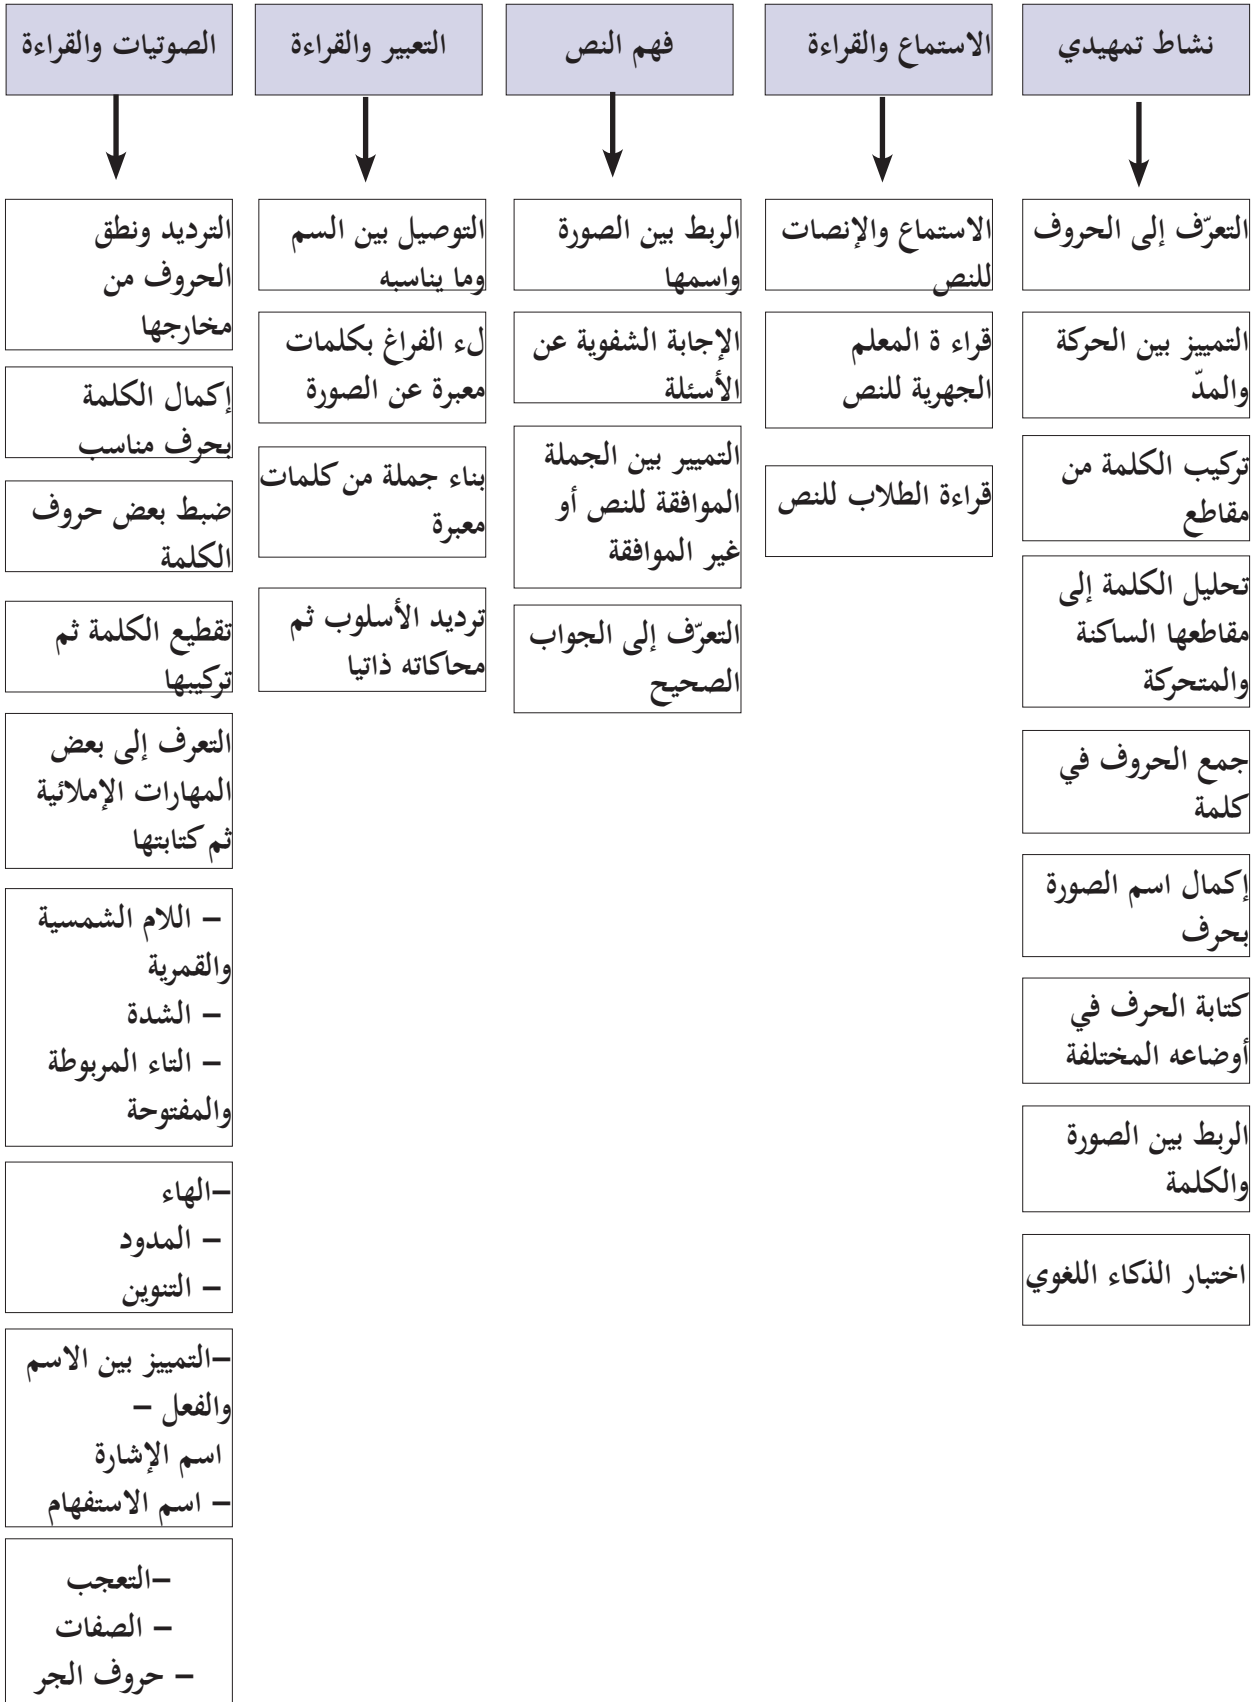 نشاط تمهيدي
التعرّف إلى الحروف
التمييز بين الحركة
والمدّ
تركيب الكلمة من
مقاطع
تحليل الكلمة إلى
مقاطعها الساكنة
والمتحركة
جمع الحروف في
كلمة
إكمال اسم الصورة
بحرف
كتابة الحرف في
أوضاعه المختلفة
الربط بين الصورة
والكلمة
اختبار الذكاء اللغوي
الاستماع والقراءة
الاستماع والإنصات
للنص
قراء ة المعلم
الجهرية للنص
قراءة الطلاب للنص
فهم النص
الربط بين الصورة
واسمها
الإجابة الشفوية عن
الأسئلة
التمييز بين الجملة
الموافقة للنص أو
غير الموافقة
التعرّف إلى الجواب
الصحيح
التعبير والقراءة
التوصيل بين السم
وما يناسبه
لء الفراغ بكلمات
معبرة عن الصورة
بناء جملة من كلمات
معبرة
ترديد الأسلوب ثم
محاكاته ذاتيا
الصوتيات والقراءة
الترديد ونطق
الحروف من
مخارجها
إكمال الكلمة
بحرف مناسب
ضبط بعض حروف
الكلمة
تقطيع الكلمة ثم
تركيبها
التعرف إلى بعض
المهارات الإملائية
ثم كتابتها
– اللام الشمسية
والقمرية
– الشدة
– التاء المربوطة
والمفتوحة
–الهاء
– المدود
– التنوين
–التمييز بين الاسم
والفعل –
اسم الإشارة
– اسم الاستفهام
–التعجب
– الصفات
– حروف الجر